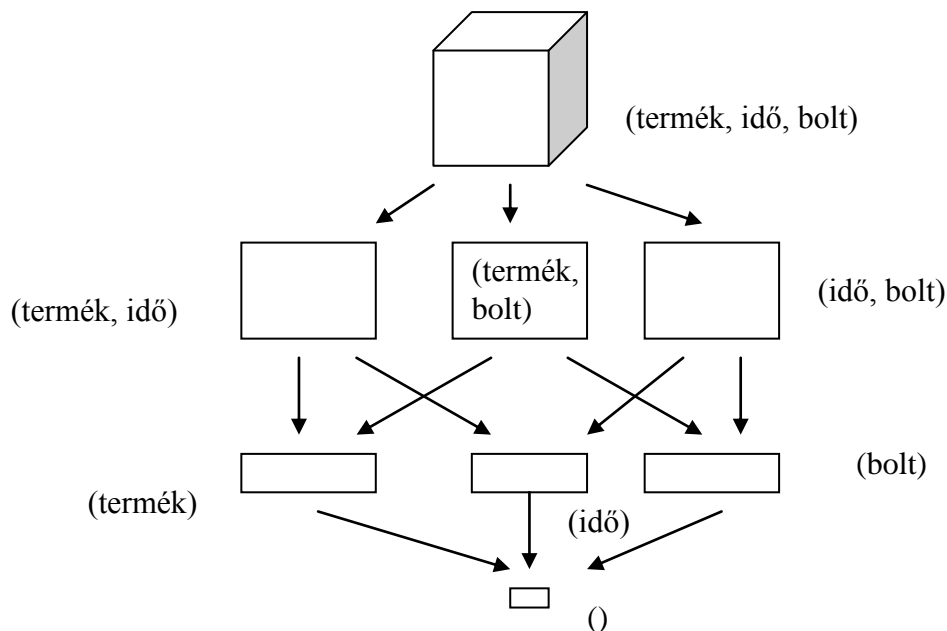 (termék, idő, bolt)
(termék,
bolt)
(idő, bolt)
(termék, idő)
(bolt)
(termék)
(idő)
()